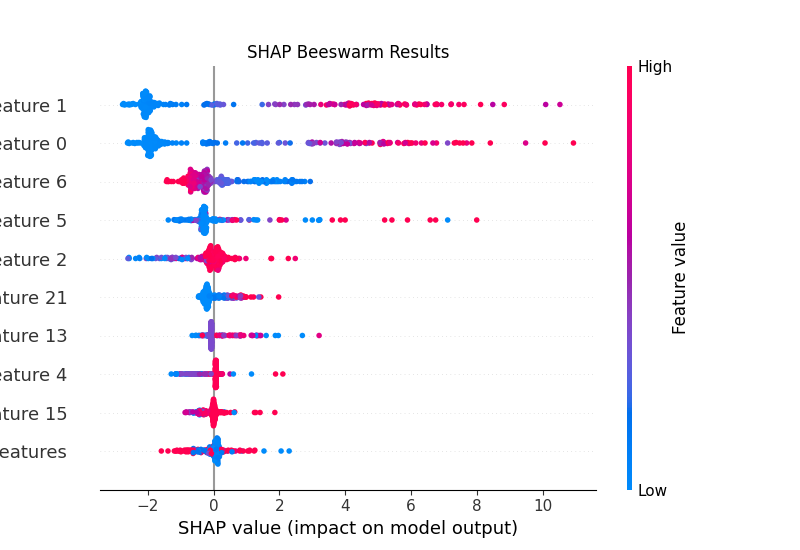 SHAP Beeswarm Results
High
eature 1
eature 0
eature 6
eature 5
eature 2
ature 21
ature 13
eature 4
ature 15
eatures
Feature value
Low
−2 0 2 4 6 8 10
SHAP value (impact on model output)